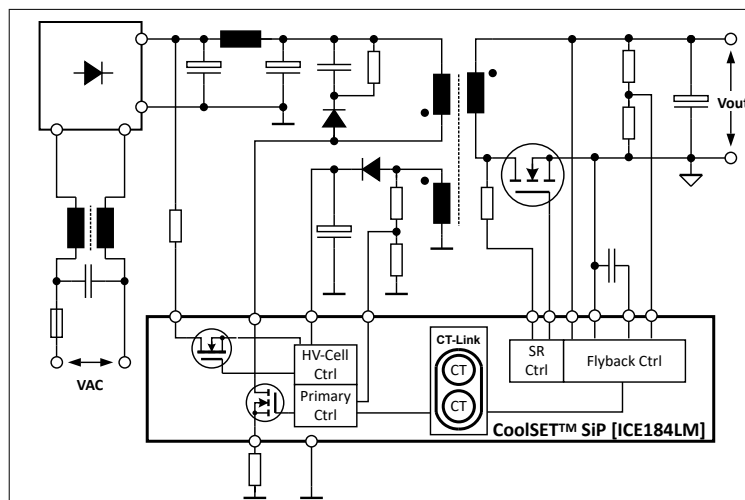 Vout
VAC
HV-Cell
Ctrl
Primary
Ctrl
CT-Link
CT
CT
SR
Ctrl
Flyback Ctrl
CoolSET™ SiP [ICE184LM]